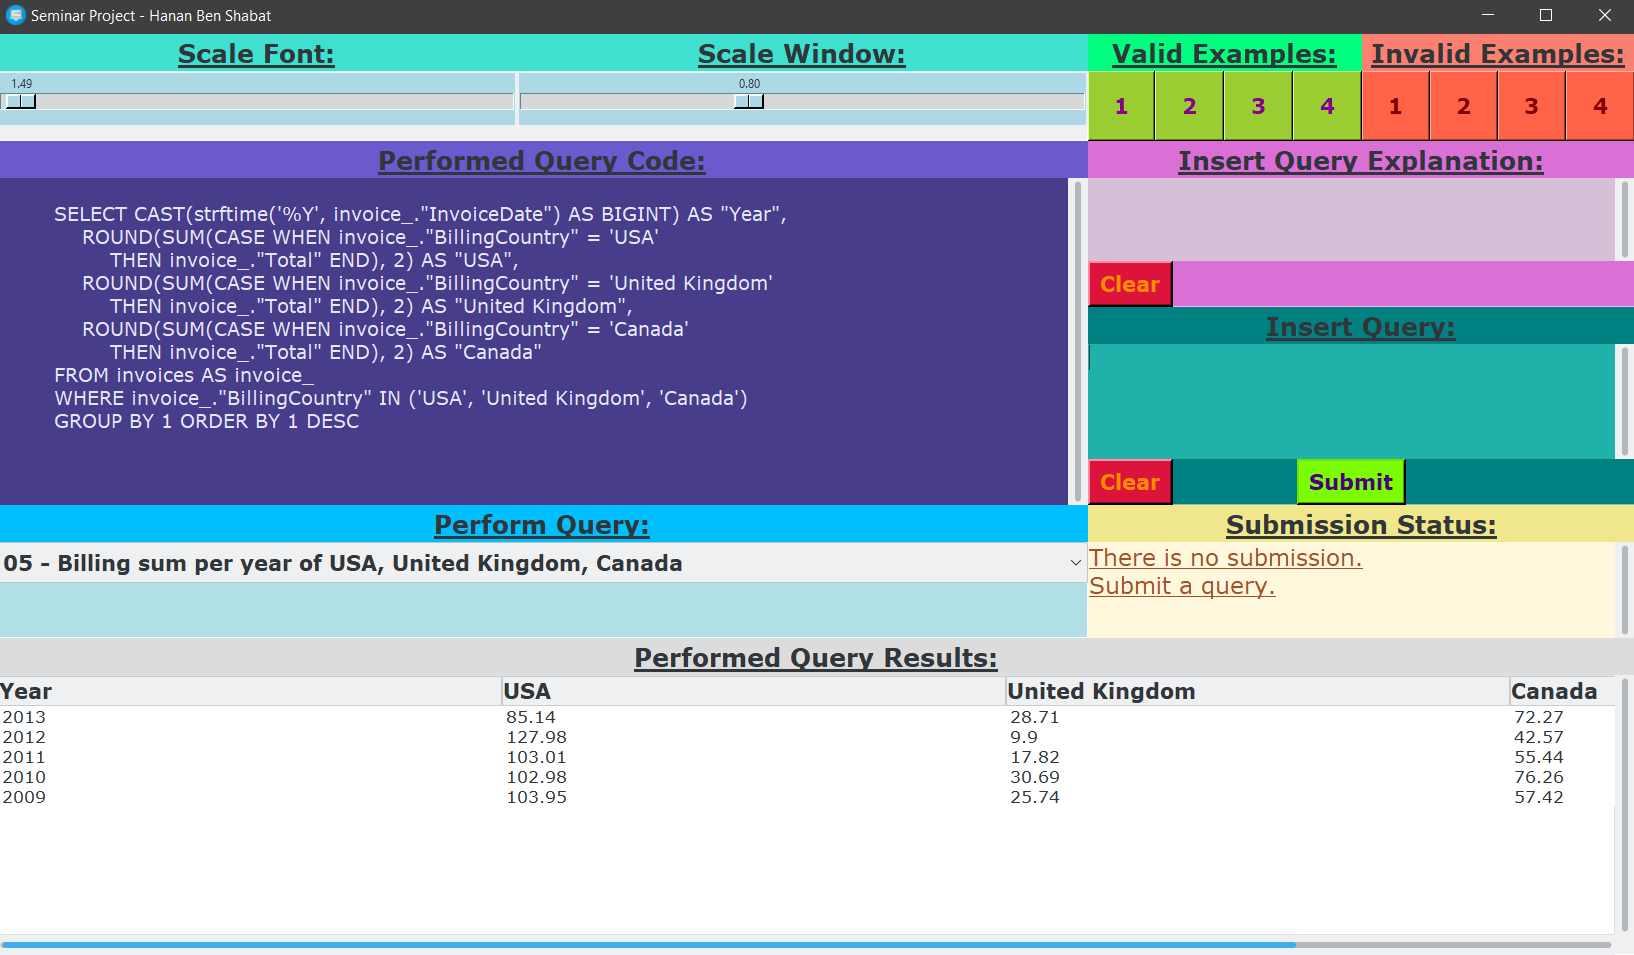 Seminar Project - Hanan Ben Shabat
Scale Font:
Scale Window:
Valid Examples:
Invalid Examples:
1.49
0.80
1 2 3 4
1 2 3 4
Performed Query Code:
SELECT CAST(strftime('%Y', invoice_."InvoiceDate") AS BIGINT) AS "Year",
ROUND(SUM(CASE WHEN invoice_."BillingCountry" = 'USA'
THEN invoice_."Total" END), 2) AS "USA",
ROUND(SUM(CASE WHEN invoice_."BillingCountry" = 'United Kingdom'
THEN invoice_."Total" END), 2) AS "United Kingdom",
ROUND(SUM(CASE WHEN invoice_."BillingCountry" = 'Canada'
THEN invoice_."Total" END), 2) AS "Canada"
FROM invoices AS invoice_
WHERE invoice_."BillingCountry" IN ('USA', 'United Kingdom', 'Canada')
GROUP BY 1 ORDER BY 1 DESC
Insert Query Explanation:
Clear
Insert Query:
Clear
Submit
Perform Query:
05 - Billing sum per year of USA, United Kingdom, Canada
Submission Status:
There is no submission.
Submit a query.
Performed Query Results:
Year USA United Kingdom Canada
2013 85.14 28.71 72.27
2012 127.98 9.9 42.57
2011 103.01 17.82 55.44
2010 102.98 30.69 76.26
2009 103.95 25.74 57.42